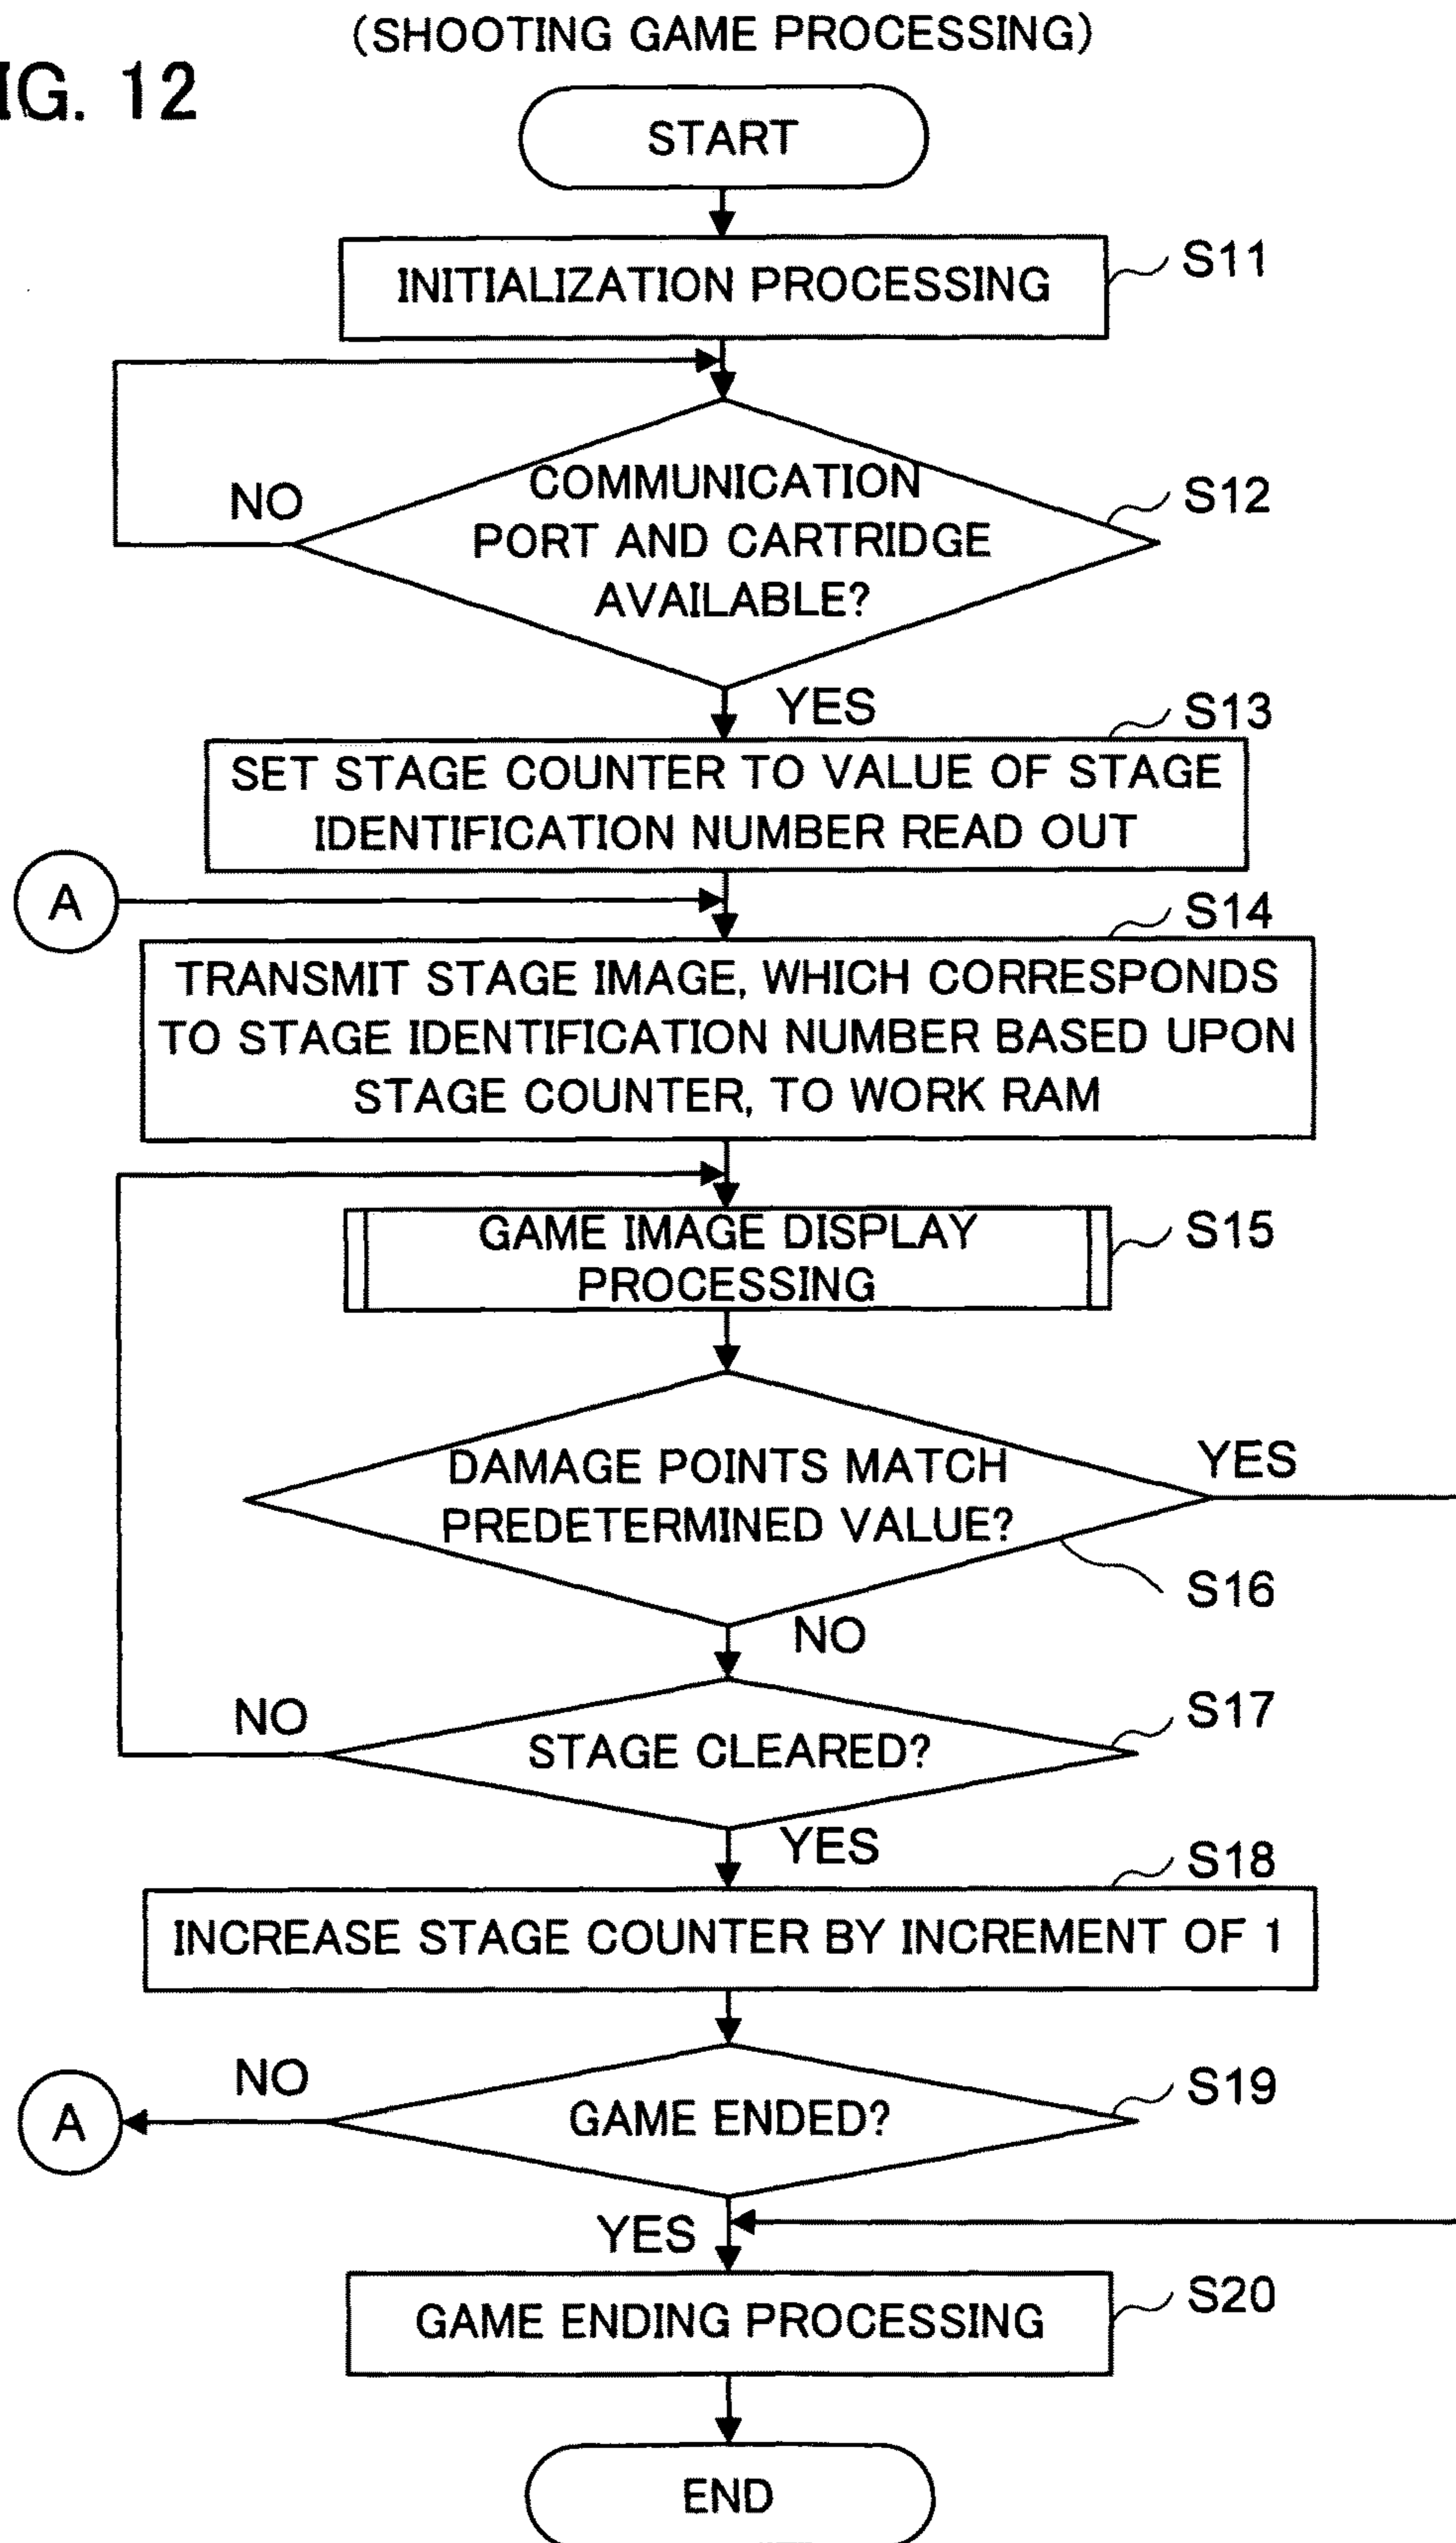 (SHOOTING GAME PROCESSING)
IG. 12
START
INITIALIZATION PROCESSING
S11
COMMUNICATION
PORT AND CARTRIDGE
AVAILABLE?
S12
NO
YES
S13
SET STAGE COUNTER TO VALUE OF STAGE
IDENTIFICATION NUMBER READ OUT
A
S14
TRANSMIT STAGE IMAGE, WHICH CORRESPONDS
TO STAGE IDENTIFICATION NUMBER BASED UPON
STAGE COUNTER, TO WORK RAM
GAME IMAGE DISPLAY
PROCESSING
S15
DAMAGE POINTS MATCH
PREDETERMINED VALUE?
YES
S16
NO
NO
STAGE CLEARED?
S17
YES
S18
INCREASE STAGE COUNTER BY INCREMENT OF 1
A
NO
GAME ENDED?
S19
YES
GAME ENDING PROCESSING
S20
END